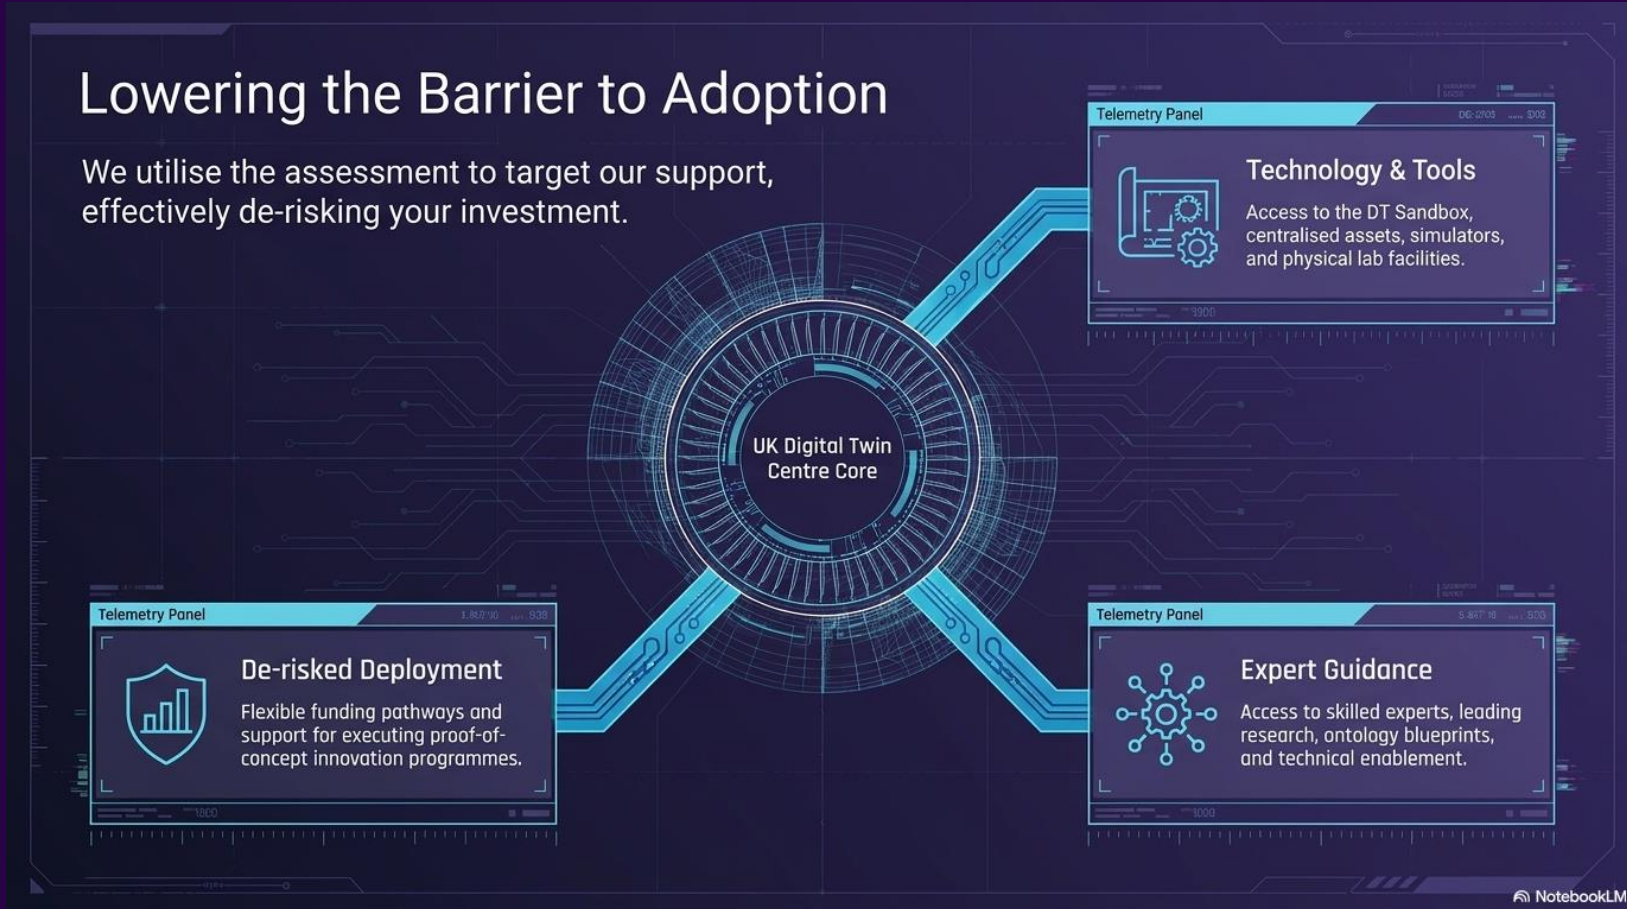 Lowering the Barrier to Adoption
We utilise the assessment to target our support,
effectively de-risking your investment.
Telemetry Panel
Technology & Tools
Access to the DT Sandbox,
centralised assets, simulators,
and physical lab facilities.
UK Digital Twin
Centre Core
Telemetry Panel
De-risked Deployment
Flexible funding pathways and
support for executing proof-of-
concept innovation programmes.
Telemetry Panel
Expert Guidance
Access to skilled experts, leading
research, ontology blueprints,
and technical enablement.
NotebookLM